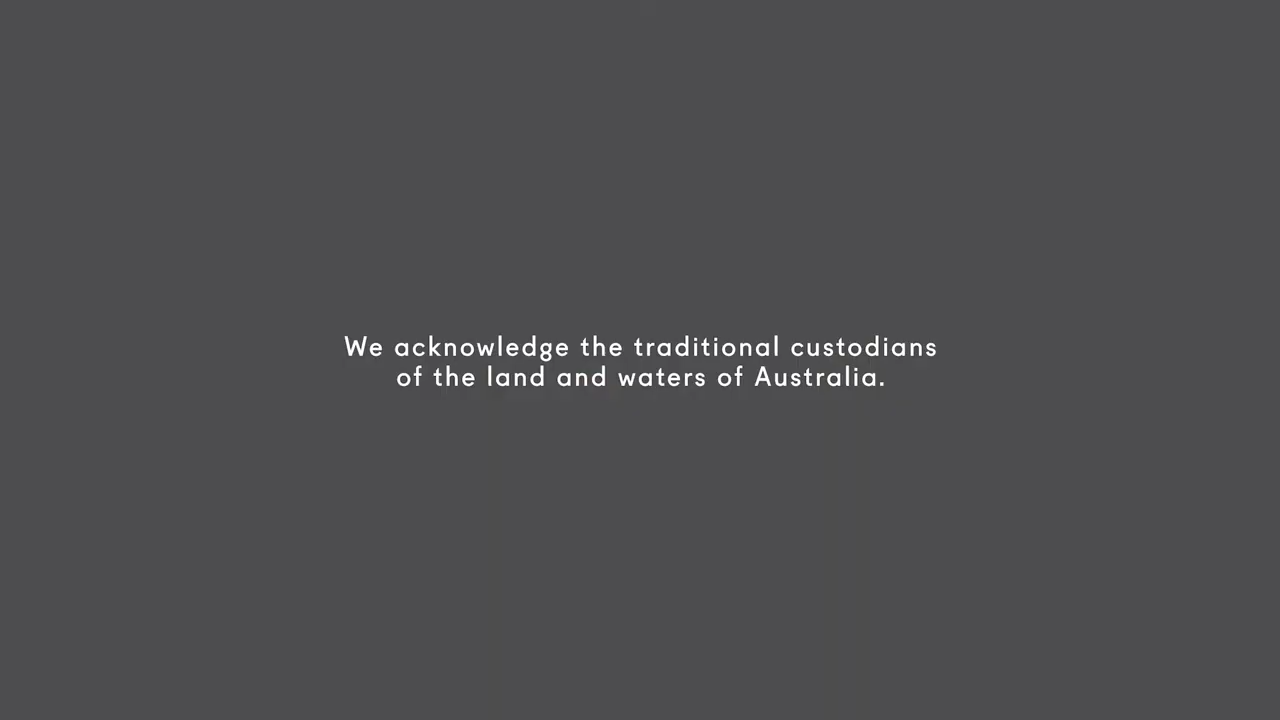 We acknowledge the traditional custodians
of the land and waters of Australia.